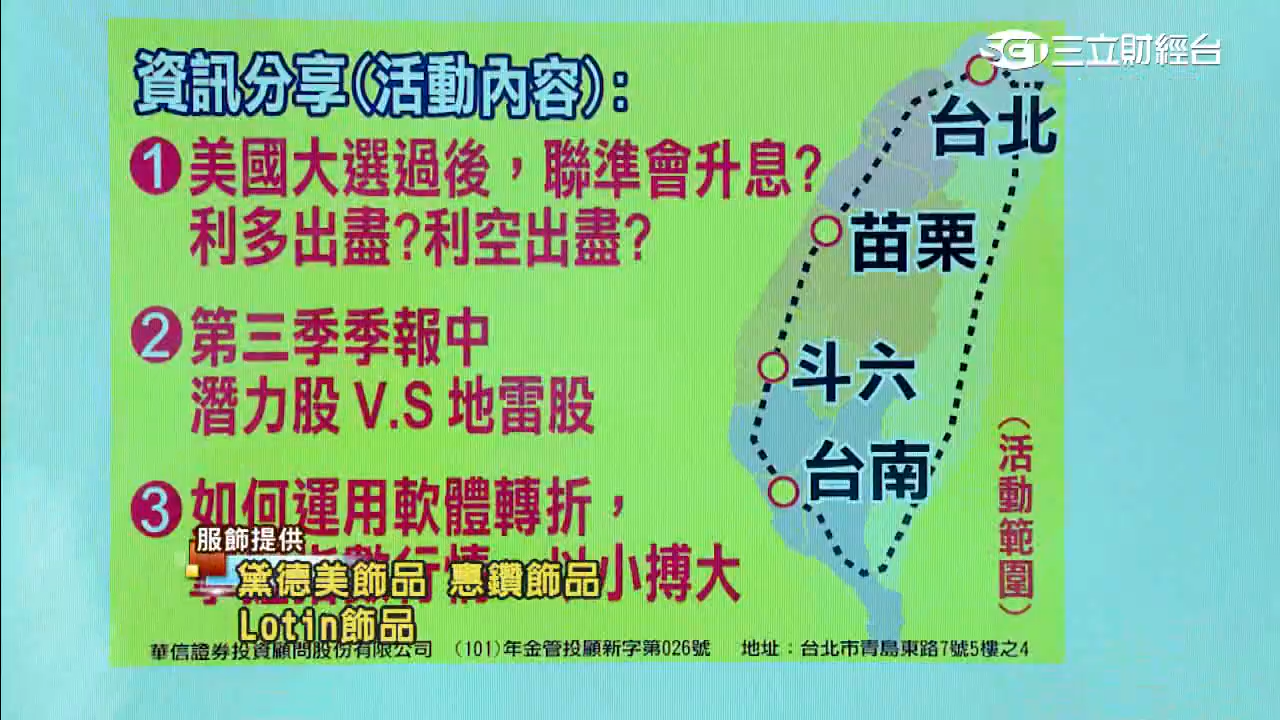 SET 三立財經台
資訊分享(活動內容):
1 美國大選過後，聯準會升息?
利多出盡?利空出盡?
2 第三季季報中
潛力股 V.S 地雷股
3 如何運用軟體轉折，
以小搏大
台北
苗栗
斗六
台南
(活動範圍)
服飾提供
黛德美飾品 惠鑽飾品
Lotin飾品
華信證券投資顧問股份有限公司 (101)年金管投顧新字第026號 地址：台北市青島東路7號5樓之4